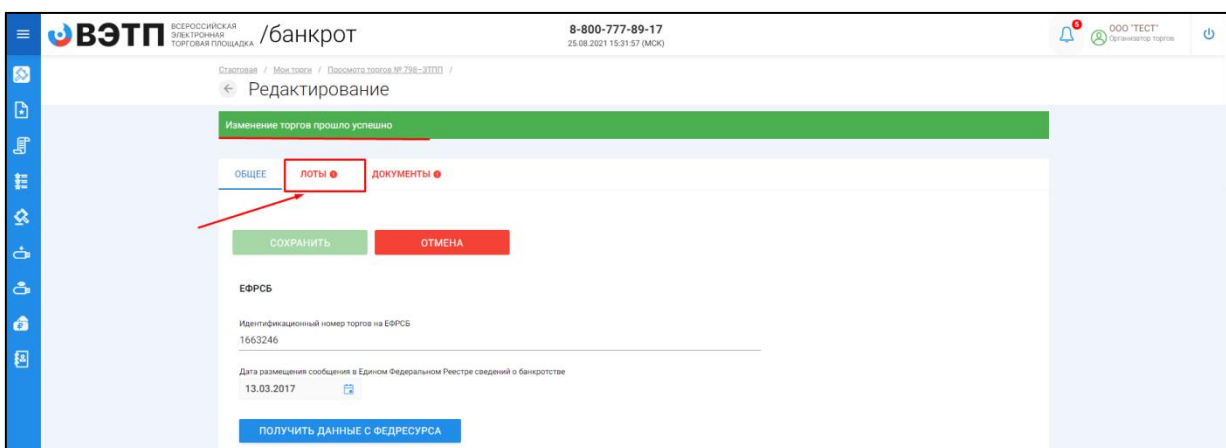 ВЭТП
ВСЕРОССИЙСКАЯ
ЭЛЕКТРОННАЯ
ТОРГОВАЯ ПЛОЩАДКА
/банкрот
8-800-777-89-17
25.08.2021 15:31:57 (МСК)
5
ООО "ТЕСТ"
Организатор торгов
Стартовая / Мои торги / Просмотр торгов № 798-ЭТПП /
Редактирование
Изменение торгов прошло успешно
ОБЩЕЕ ЛОТЫ ДОКУМЕНТЫ
СОХРАНИТЬ ОТМЕНА
ЕФРСБ
Идентификационный номер торгов на ЕФРСБ
1663246
Дата размещения сообщения в Едином Федеральном Реестре сведений о банкротстве
13.03.2017
ПОЛУЧИТЬ ДАННЫЕ С ФЕДРЕСУРСА